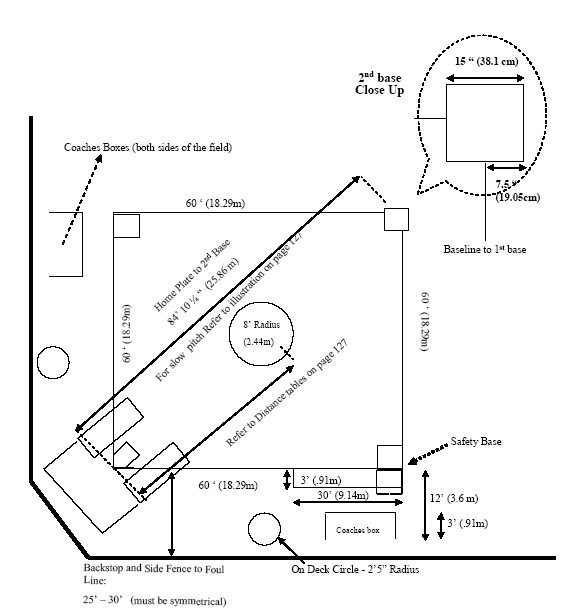 15 “ (38.1 cm)
2nd base
Close Up
7.5 “
(19.05cm)
Baseline to 1st base
Coaches Boxes (both sides of the field)
60 ‘ (18.29m)
Home Plate to 2nd Base
84’ 10 ¼ “ (25.86 m)
For slow pitch Refer to illustration on page 127
8’ Radius
(2.44m)
60 ‘ (18.29m)
60 ‘ (18.29m)
Refer to Distance tables on page 127
Safety Base
60 ‘ (18.29m)
3’ (.91m)
30’ (9.14m)
12’ (3.6 m)
3’ (.91m)
Coaches box
On Deck Circle - 2’5” Radius
Backstop and Side Fence to Foul
Line:
25’ – 30’ (must be symmetrical)